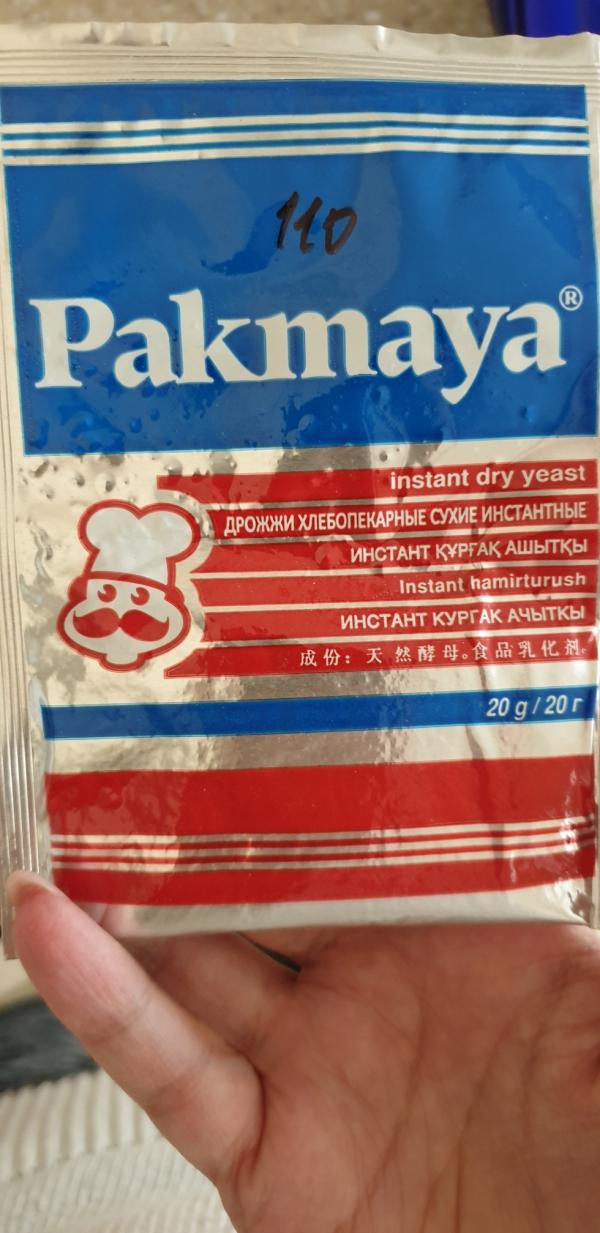 110
Pakmaya®
instant dry yeast
ДРОЖЖИ ХЛЕБОПЕКАРНЫЕ СУХИЕ ИНСТАНТНЫЕ
ИНСТАНТ ҚҰРҒАҚ АШЫТҚЫ
Instant hamirturush
ИНСТАНТ КУРГАК АЧЫТКЫ
成份：天然酵母。食品乳化剂。
20 g / 20 г